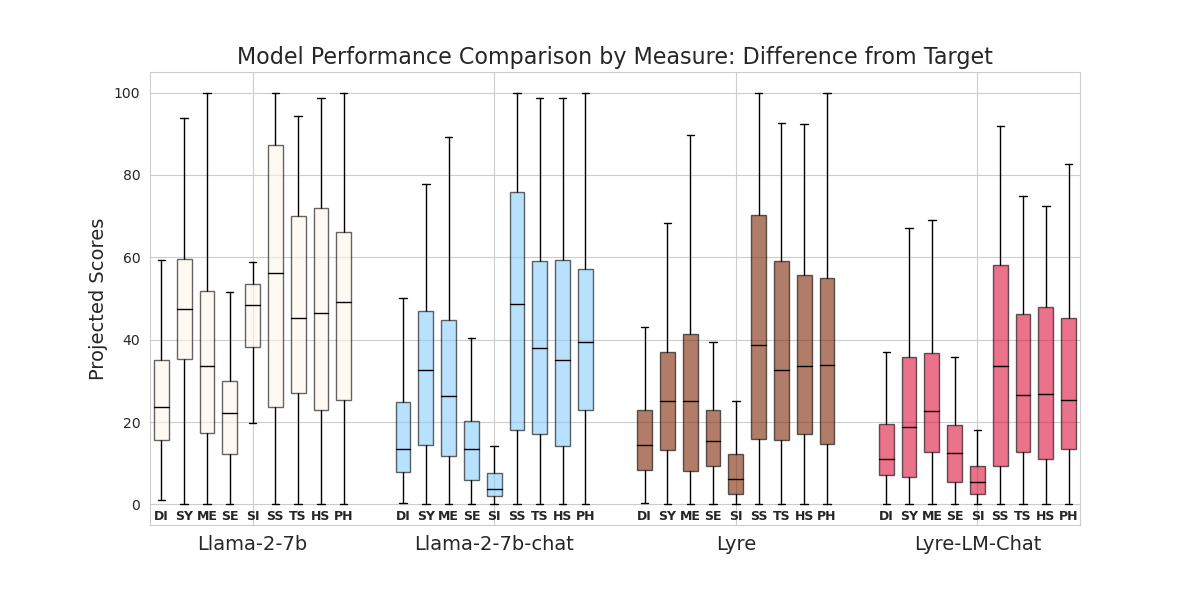 Model Performance Comparison by Measure: Difference from Target
Projected Scores
100
80
60
40
20
0
DI SY ME SE SI SS TS HS PH DI SY ME SE SI SS TS HS PH DI SY ME SE SI SS TS HS PH DI SY ME SE SI SS TS HS PH
Llama-2-7b Llama-2-7b-chat Lyre Lyre-LM-Chat